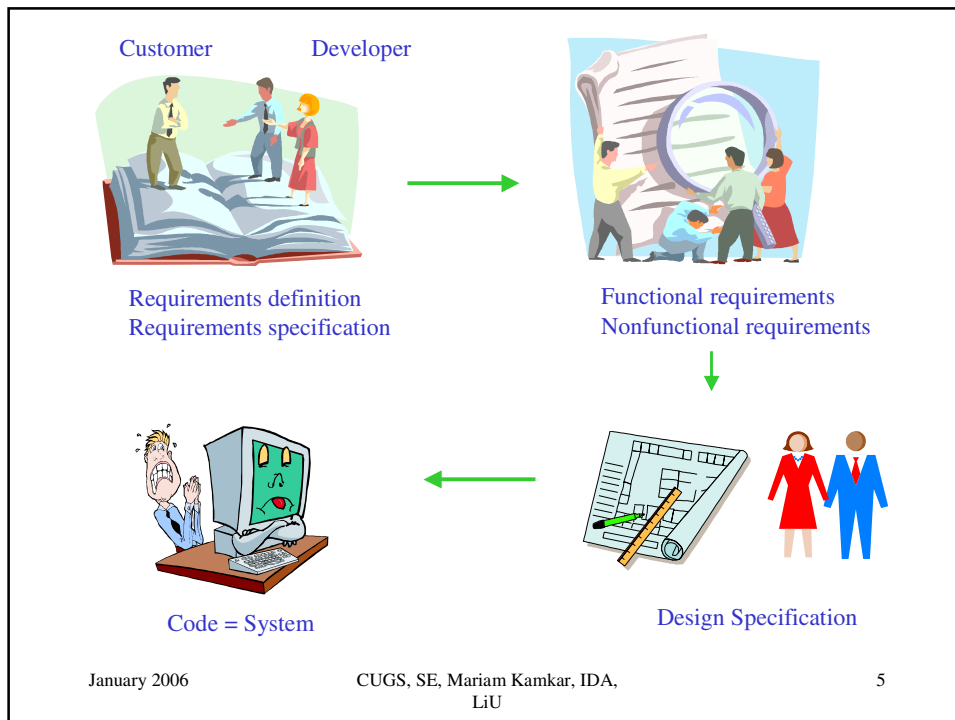 Customer
Developer
Requirements definition
Requirements specification
Functional requirements
Nonfunctional requirements
Code = System
Design Specification
January 2006
CUGS, SE, Mariam Kamkar, IDA,
LiU
5